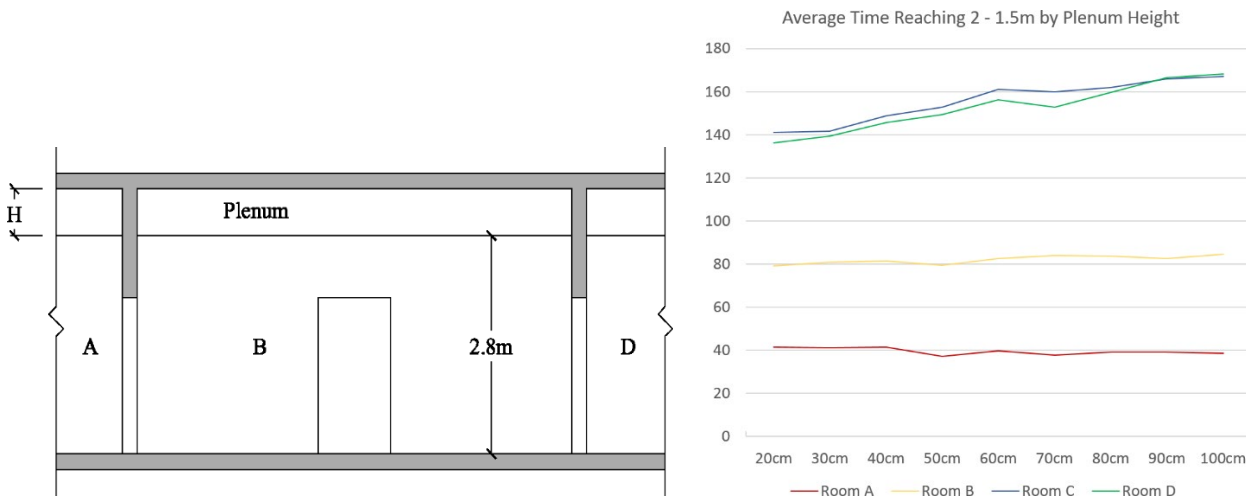 H
Plenum
A
B
2.8m
D
Average Time Reaching 2 - 1.5m by Plenum Height
180
160
140
120
100
80
60
40
20
0
20cm 30cm 40cm 50cm 60cm 70cm 80cm 90cm 100cm
Room A Room B Room C Room D